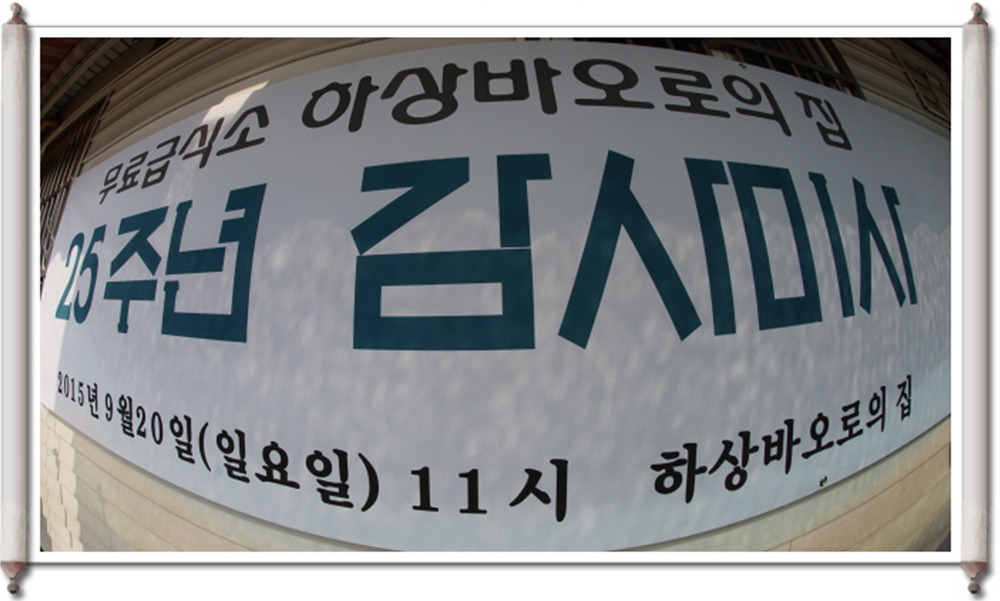 무료급식소 하상바오로의 집
25주년 감사미사
2015년 9월 20일(일요일) 11시 하상바오로의 집